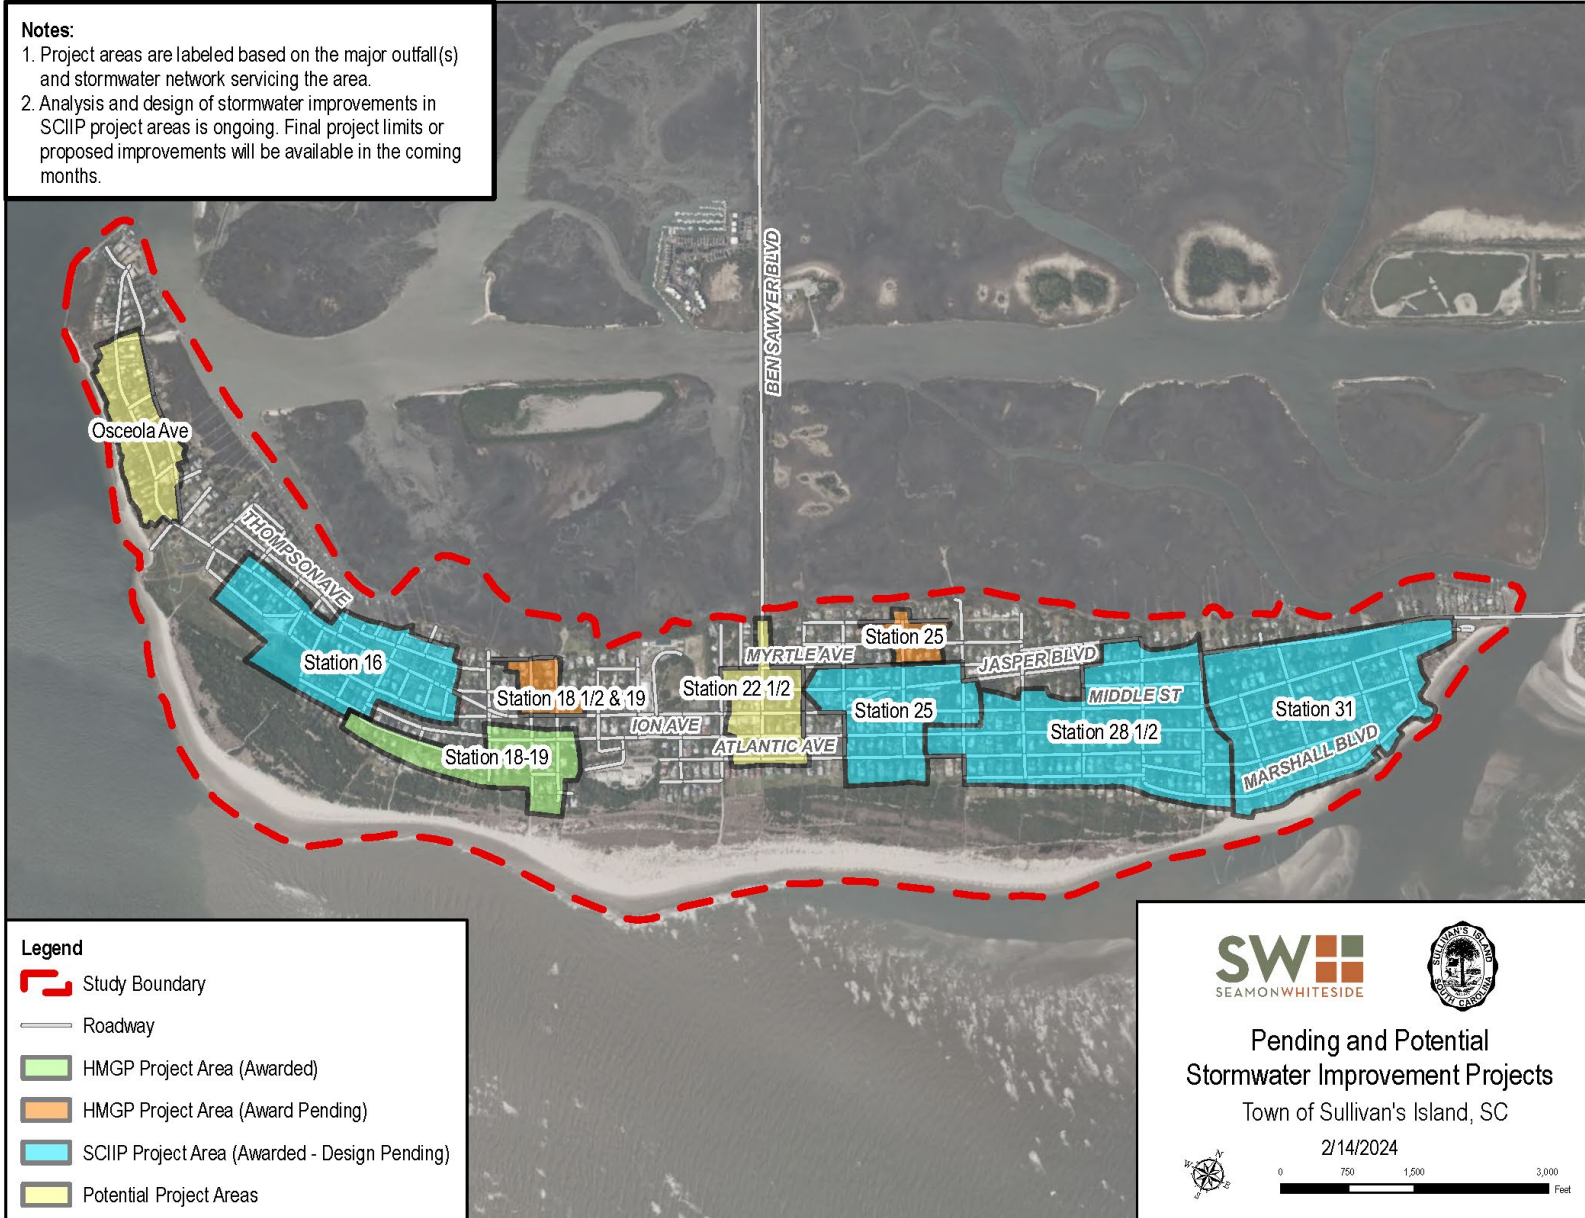 Notes:
1. Project areas are labeled based on the major outfall(s)
and stormwater network servicing the area.
2. Analysis and design of stormwater improvements in
SCIIP project areas is ongoing. Final project limits or
proposed improvements will be available in the coming
months.
BEN SAWYER BLVD
Osceola Ave
THOMPSON AVE
Station 16
Station 18 1/2 & 19
Station 18-19
ION AVE
Station 22 1/2
MYRTLE AVE
ATLANTIC AVE
Station 25
Station 25
JASPER BLVD
MIDDLE ST
Station 28 1/2
Station 31
MARSHALL BLVD
Legend
Study Boundary
Roadway
HMGP Project Area (Awarded)
HMGP Project Area (Award Pending)
SCIIP Project Area (Awarded - Design Pending)
Potential Project Areas
SW
SEAMONWHITESIDE
SULLIVAN'S ISLAND
SOUTH CAROLINA
Pending and Potential
Stormwater Improvement Projects
Town of Sullivan's Island, SC
2/14/2024
N
W
E
S
0 750 1,500 3,000
Feet